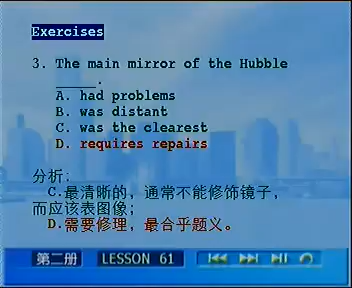 Exercises
3. The main mirror of the Hubble
_____.
A. had problems
B. was distant
C. was the clearest
D. requires repairs
分析:
C.最清晰的，通常不能修饰镜子，
而应该表图像;
D.需要修理，最合乎题义。
第二册 LESSON 61